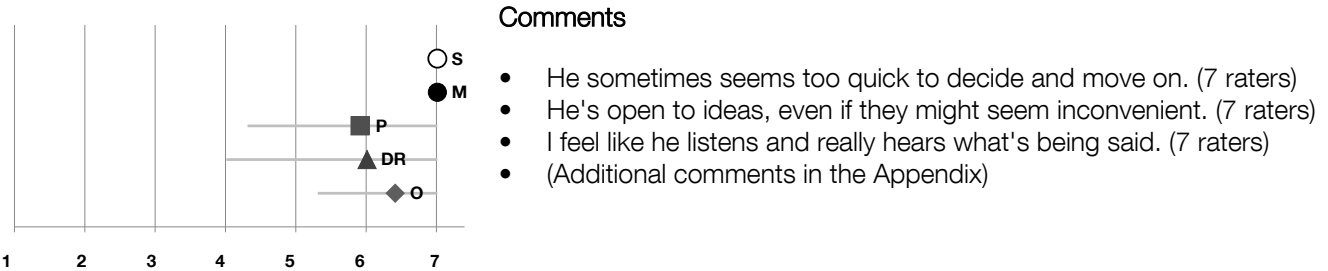 Comments
S
M
P
DR
O
1 2 3 4 5 6 7
• He sometimes seems too quick to decide and move on. (7 raters)
• He's open to ideas, even if they might seem inconvenient. (7 raters)
• I feel like he listens and really hears what's being said. (7 raters)
• (Additional comments in the Appendix)